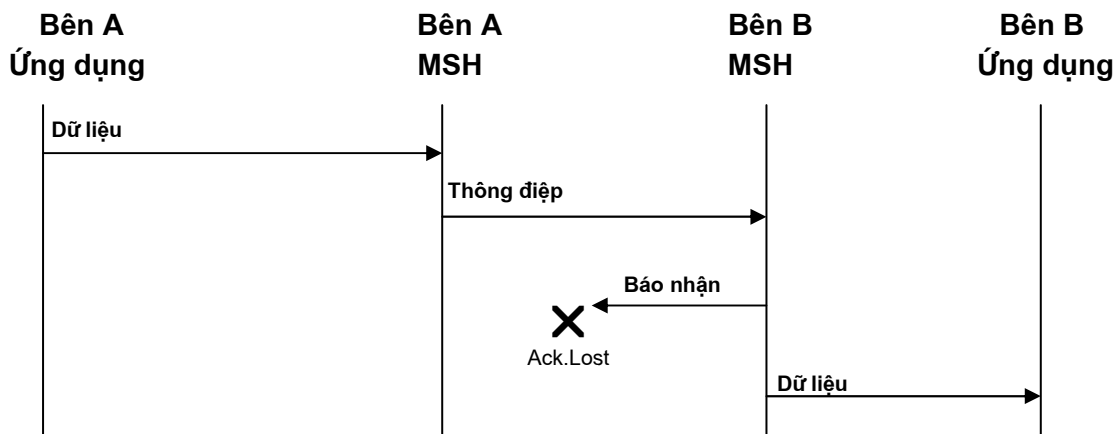 Bên A
Ứng dụng
Bên A
MSH
Bên B
MSH
Bên B
Ứng dụng
Dữ liệu
Thông điệp
Báo nhận
Ack.Lost
Dữ liệu